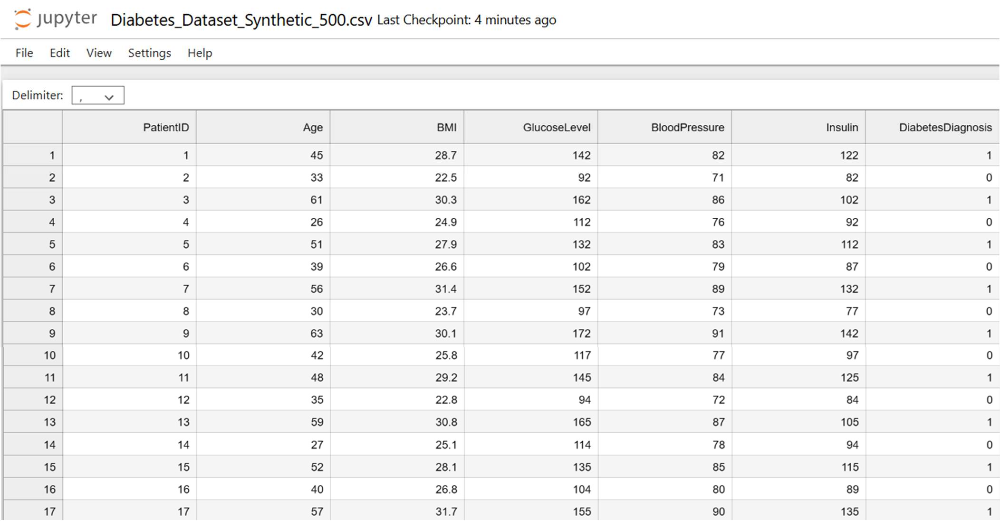 jupyter Diabetes_Dataset_Synthetic_500.csv Last Checkpoint: 4 minutes ago
File Edit View Settings Help
Delimiter: ,
PatientID Age BMI GlucoseLevel BloodPressure Insulin DiabetesDiagnosis
1 1 45 28.7 142 82 122 1
2 2 33 22.5 92 71 82 0
3 3 61 30.3 162 86 102 1
4 4 26 24.9 112 76 92 0
5 5 51 27.9 132 83 112 1
6 6 39 26.6 102 79 87 0
7 7 56 31.4 152 89 132 1
8 8 30 23.7 97 73 77 0
9 9 63 30.1 172 91 142 1
10 10 42 25.8 117 77 97 0
11 11 48 29.2 145 84 125 1
12 12 35 22.8 94 72 84 0
13 13 59 30.8 165 87 105 1
14 14 27 25.1 114 78 94 0
15 15 52 28.1 135 85 115 1
16 16 40 26.8 104 80 89 0
17 17 57 31.7 155 90 135 1